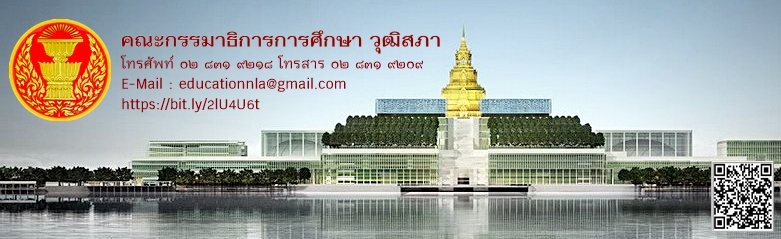 คณะกรรมาธิการการศึกษา วุฒิสภา
โทรศัพท์ ๐๒ ๘๓๑ ๙๒๑๘ โทรสาร ๐๒ ๘๓๑ ๙๒๐๙
E-Mail : educationnla@gmail.com
https://bit.ly/2lU4U6t